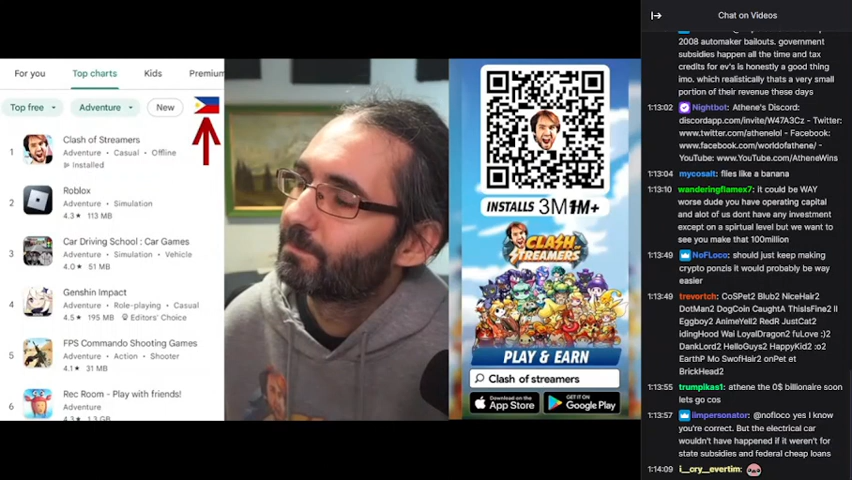 For you
Top charts
Kids
Premium
Top free
Adventure
New
1
Clash of Streamers
Adventure • Casual • Offline
Installed
2
Roblox
Adventure • Simulation
4.3★ 113 MB
3
Car Driving School : Car Games
Adventure • Simulation • Vehicle
4.0★ 51 MB
4
Genshin Impact
Adventure • Role-playing • Casual
4.5★ 195 MB Editors' Choice
5
FPS Commando Shooting Games
Adventure • Action • Shooter
4.1★ 31 MB
6
Rec Room - Play with friends!
Adventure
4.3★ 1.3 GB
INSTALLS 3M 1M+
CLASH OF
STREAMERS
PLAY & EARN
Clash of streamers
Download on the
App Store
GET IT ON
Google Play
Chat on Videos
2008 automaker bailouts. government
subsidies happen all the time and tax
credits for ev's is honestly a good thing
imo. which realistically thats a very small
portion of their revenue these days
1:13:02 Nightbot: Athene's Discord:
discordapp.com/invite/W47A3Cz - Twitter:
www.twitter.com/athenelol - Facebook:
www.facebook.com/worldofathene/ -
YouTube: www.YouTube.com/AtheneWins
1:13:04 mycosalt: flies like a banana
1:13:10 wanderingflamex7: it could be WAY
worse dude you have operating capital
and alot of us dont have any investment
except on a spirtual level but we want to
see you make that 100million
1:13:49 NoFLoco: should just keep making
crypto ponzis it would probably be way
easier
1:13:49 trevortch: CoSPet2 Blub2 NiceHair2
DotMan2 DogCoin CaughtA ThisIsFine2 Il
Eggboy2 AnimeYell2 RedR JustCat2
idingHood Wal LoyalDragon2 fuLove :)2
DankLord2 HelloGuys2 HappyKid2 :o2
EarthP Mo SwofHair2 onPet et
BrickHead2
1:13:55 trumpikas1: athene the 0$ billionaire soon
lets go cos
1:13:57 limpersonator: @nofloco yes I know
you're correct. But the electrical car
wouldn't have happened if it weren't for
state subsidies and federal cheap loans
1:14:09 i__cry__evertim: